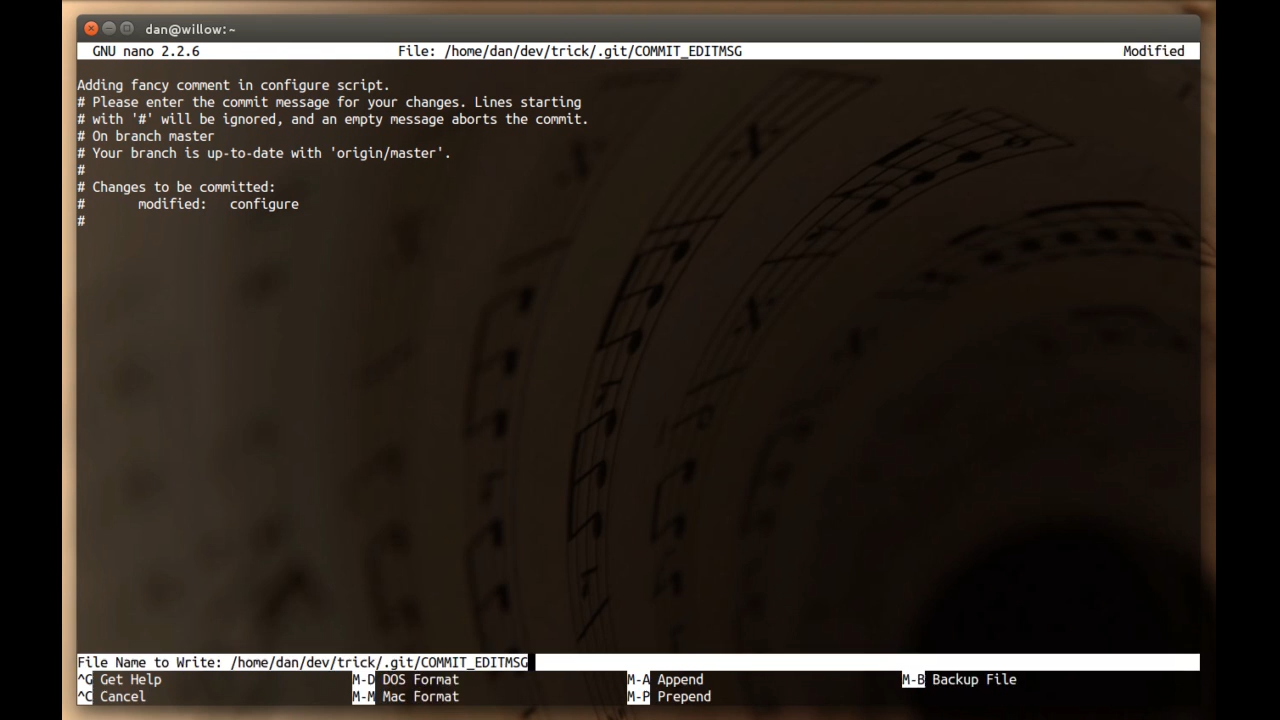 dan@willow: ~
GNU nano 2.2.6 File: /home/dan/dev/trick/.git/COMMIT_EDITMSG Modified
Adding fancy comment in configure script.
# Please enter the commit message for your changes. Lines starting
# with '#' will be ignored, and an empty message aborts the commit.
# On branch master
# Your branch is up-to-date with 'origin/master'.
#
# Changes to be committed:
#       modified:   configure
#
File Name to Write: /home/dan/dev/trick/.git/COMMIT_EDITMSG
^G Get Help M-D DOS Format M-A Append M-B Backup File
^C Cancel M-M Mac Format M-P Prepend